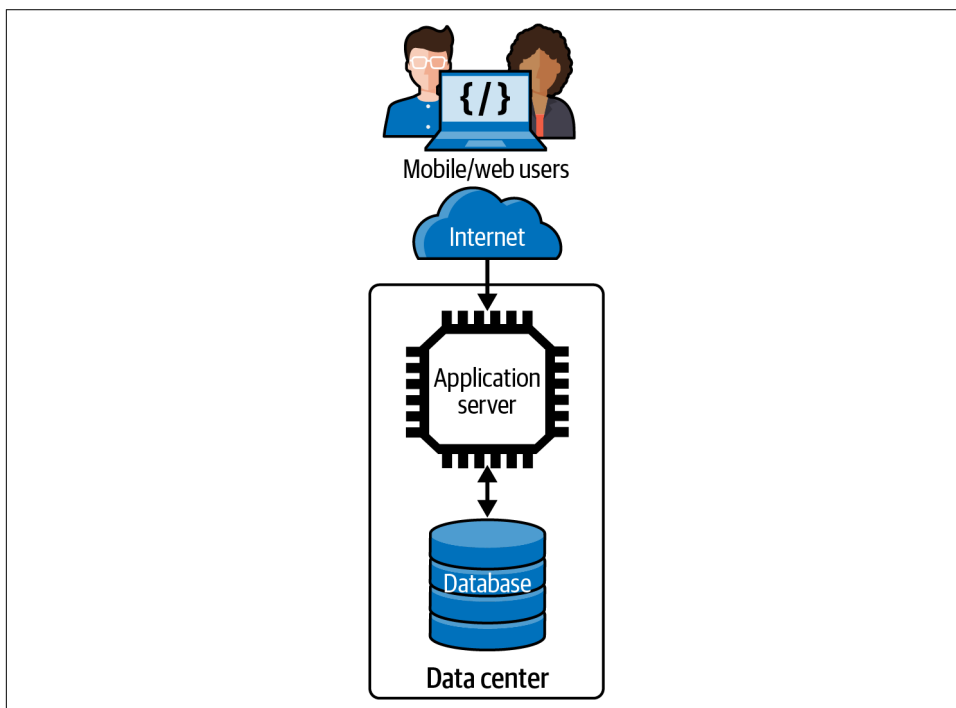 {/}
Mobile/web users
Internet
Application
server
Database
Data center